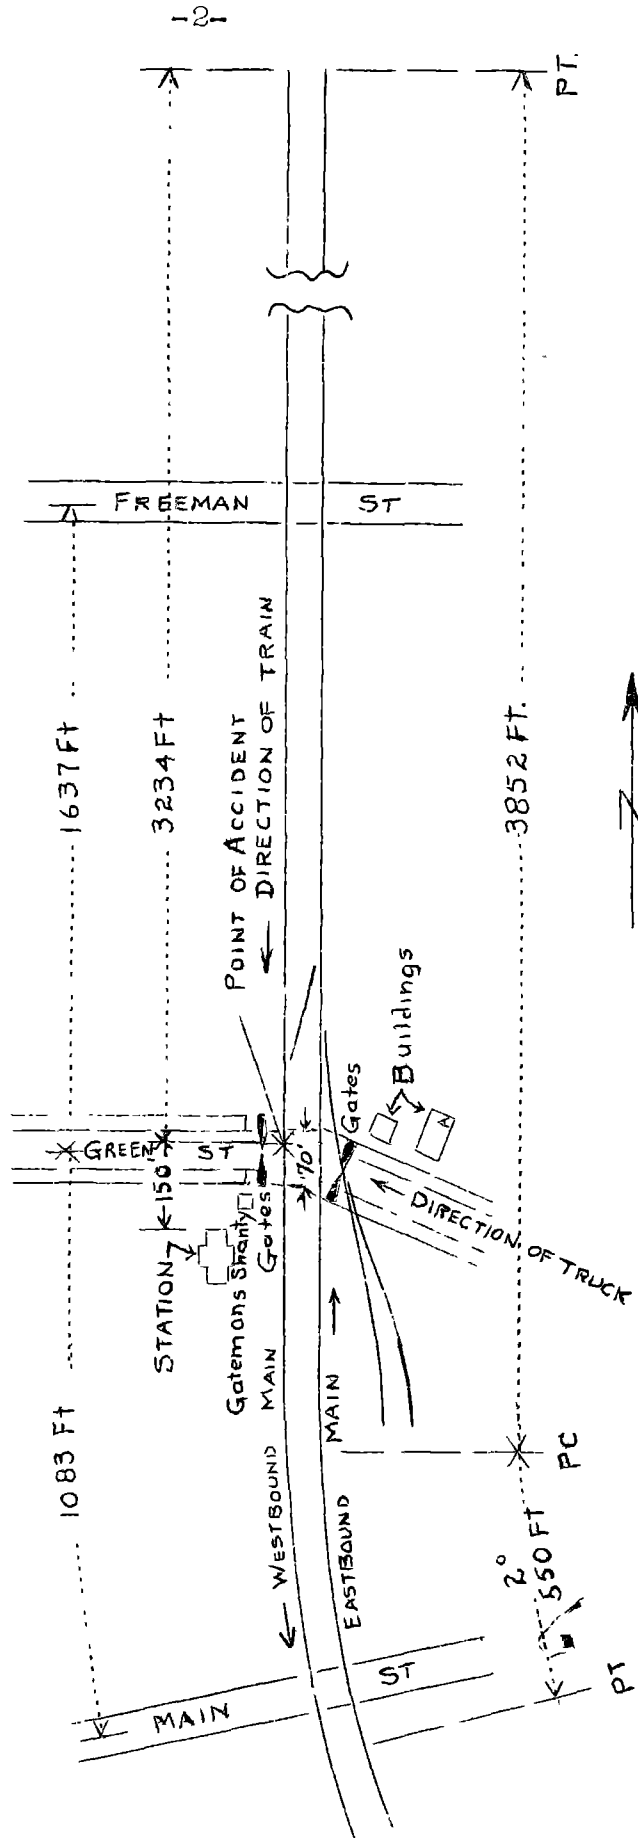 -2-
PT.
FREEMAN ST
1637 Ft
3234 Ft
POINT OF ACCIDENT
DIRECTION OF TRAIN
3852 FT.
N
Buildings
Gates
GREEN ST
70'
150
DIRECTION OF TRUCK
STATION
Gatemans Shanty
Gates
WESTBOUND MAIN
EASTBOUND MAIN
1083 Ft
PC
2°
550 FT
MAIN ST
PT